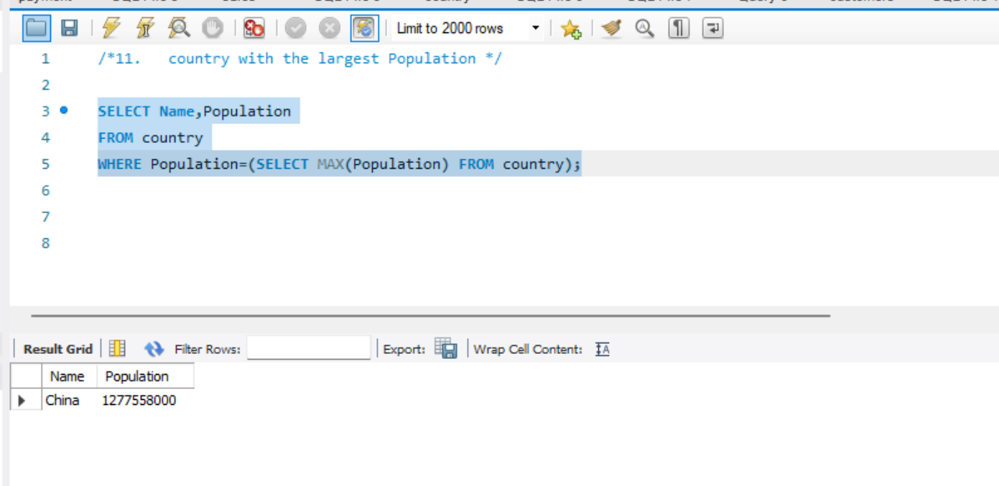 Limit to 2000 rows
1 /*11. country with the largest Population */
2
3 SELECT Name,Population
4 FROM country
5 WHERE Population=(SELECT MAX(Population) FROM country);
6
7
8
Result Grid Filter Rows: Export: Wrap Cell Content:
Name Population
China 1277558000